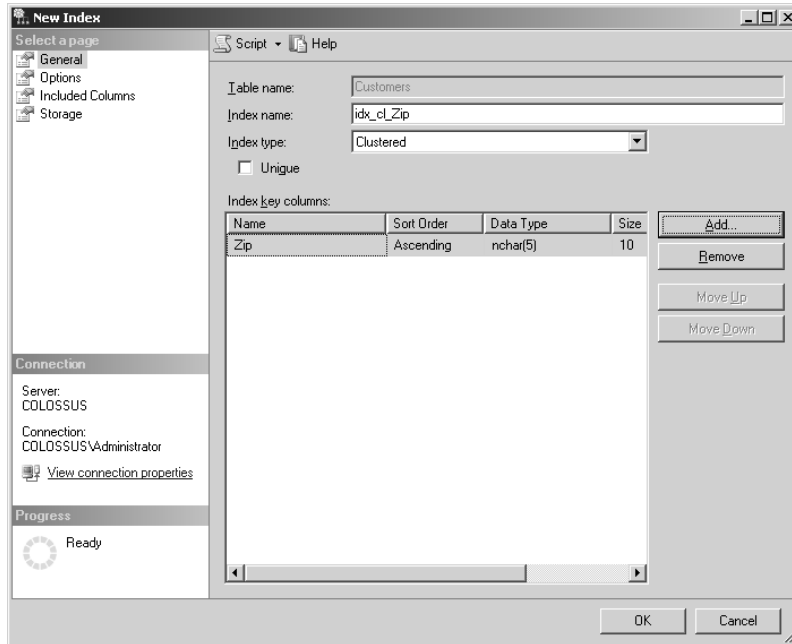 New Index
Select a page
General
Options
Included Columns
Storage
Script Help
Table name: Customers
Index name: idx_cl_Zip
Index type: Clustered
Unique
Index key columns:
Name Sort Order Data Type Size
Zip Ascending nchar(5) 10
Add...
Remove
Move Up
Move Down
Connection
Server:
COLOSSUS
Connection:
COLOSSUS\Administrator
View connection properties
Progress
Ready
OK Cancel